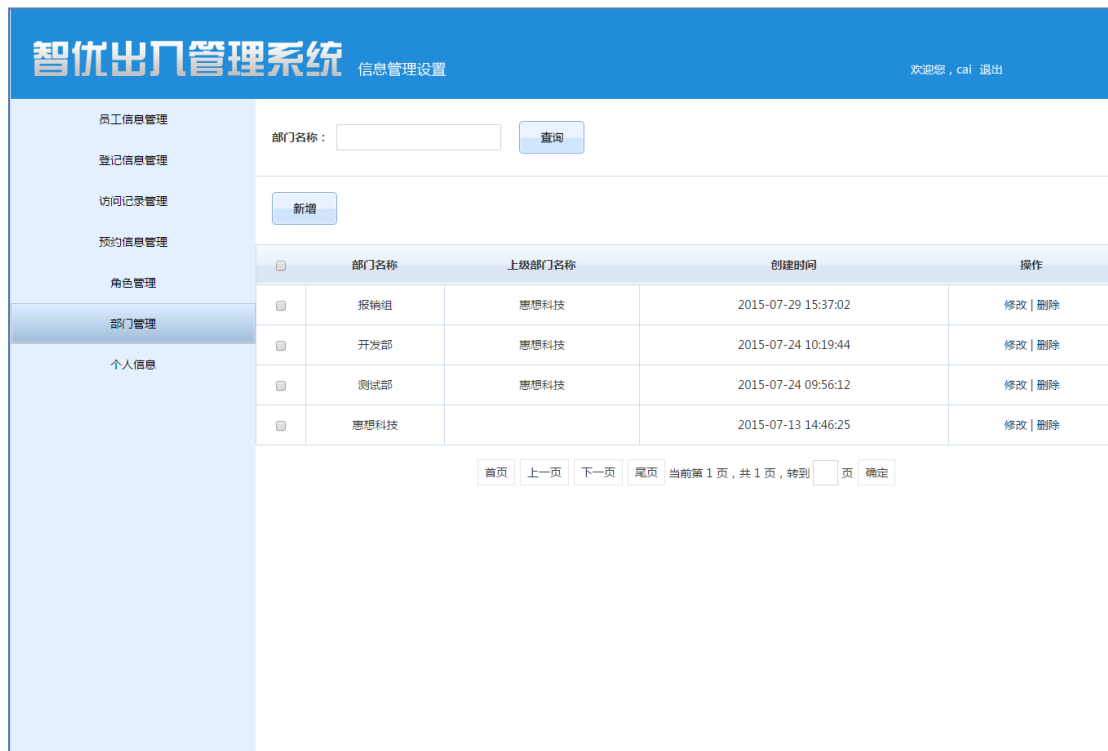 智优出入管理系统 信息管理设置 欢迎您，cai 退出
员工信息管理
登记信息管理
访问记录管理
预约信息管理
角色管理
部门管理
个人信息
部门名称： 查询
新增
部门名称 上级部门名称 创建时间 操作
报销组 惠想科技 2015-07-29 15:37:02 修改 | 删除
开发部 惠想科技 2015-07-24 10:19:44 修改 | 删除
测试部 惠想科技 2015-07-24 09:56:12 修改 | 删除
惠想科技 2015-07-13 14:46:25 修改 | 删除
首页 上一页 下一页 尾页 当前第 1 页，共 1 页，转到 页 确定